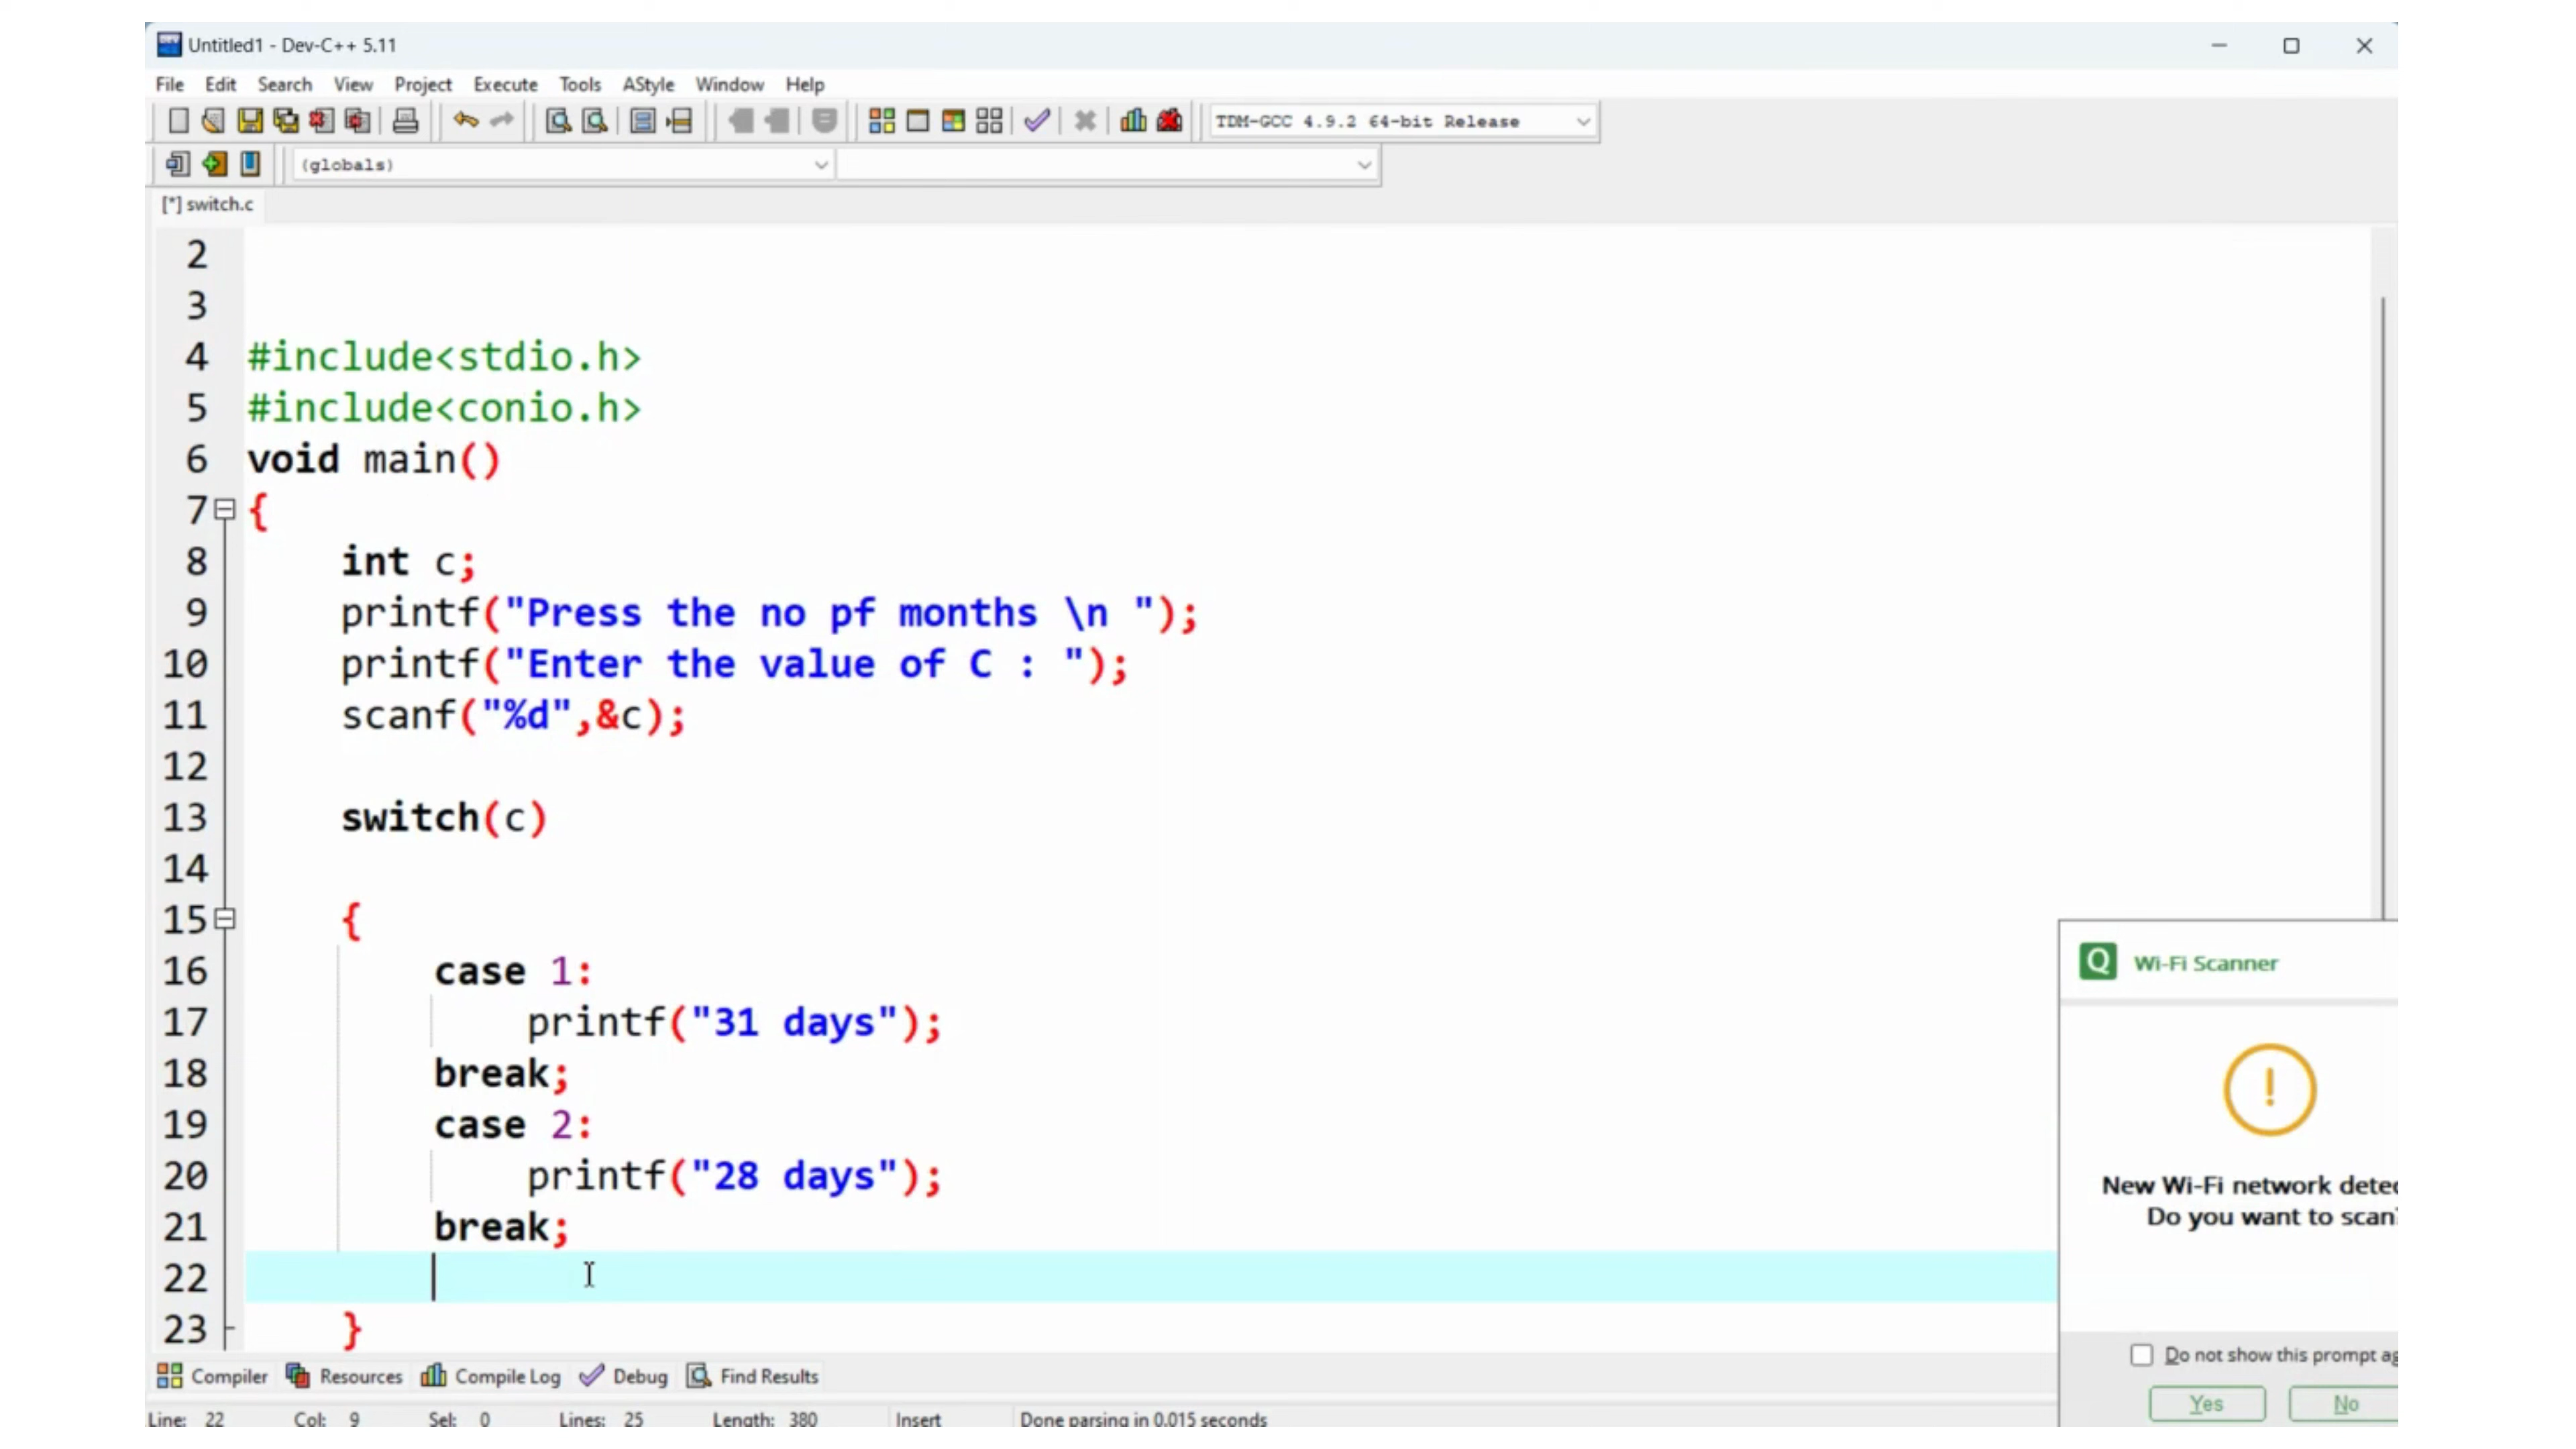 Untitled1 - Dev-C++ 5.11
File Edit Search View Project Execute Tools AStyle Window Help
TDM-GCC 4.9.2 64-bit Release
(globals)
[*] switch.c
2
3
4 #include<stdio.h>
5 #include<conio.h>
6 void main()
7 {
8 int c;
9 printf("Press the no pf months \n ");
10 printf("Enter the value of C : ");
11 scanf("%d",&c);
12
13 switch(c)
14
15 {
16 case 1:
17 printf("31 days");
18 break;
19 case 2:
20 printf("28 days");
21 break;
22
23 }
Q Wi-Fi Scanner
!
New Wi-Fi network detec
Do you want to scan?
Do not show this prompt ag
Yes No
Compiler Resources Compile Log Debug Find Results
Line: 22 Col: 9 Sel: 0 Lines: 25 Length: 380 Insert Done parsing in 0.015 seconds